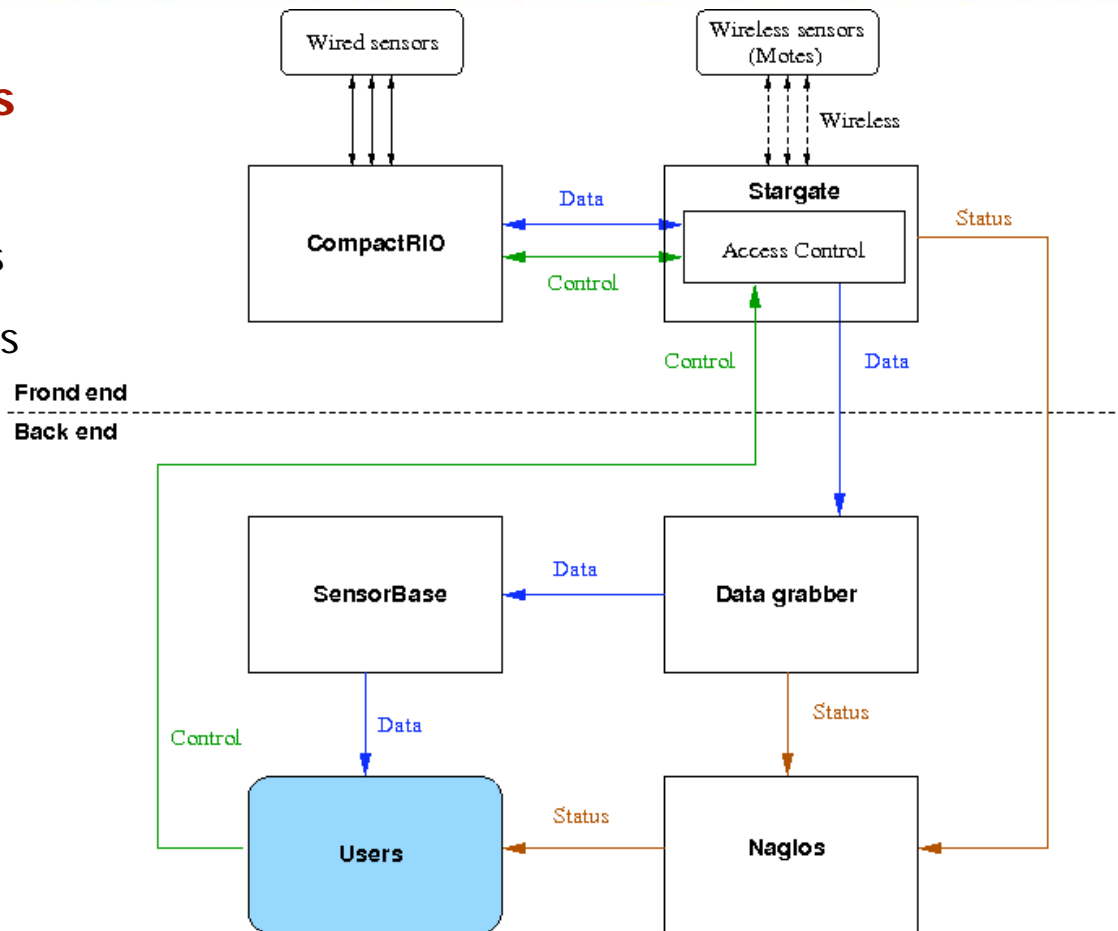 Wired sensors
Wireless sensors
(Motes)
s
Wireless
Stargate
Data
Status
CompactRIO
Access Control
s
Control
s
Control
Data
Frond end
Back end
SensorBase
Data
Data grabber
Data
Status
Control
Status
Users
Nagios